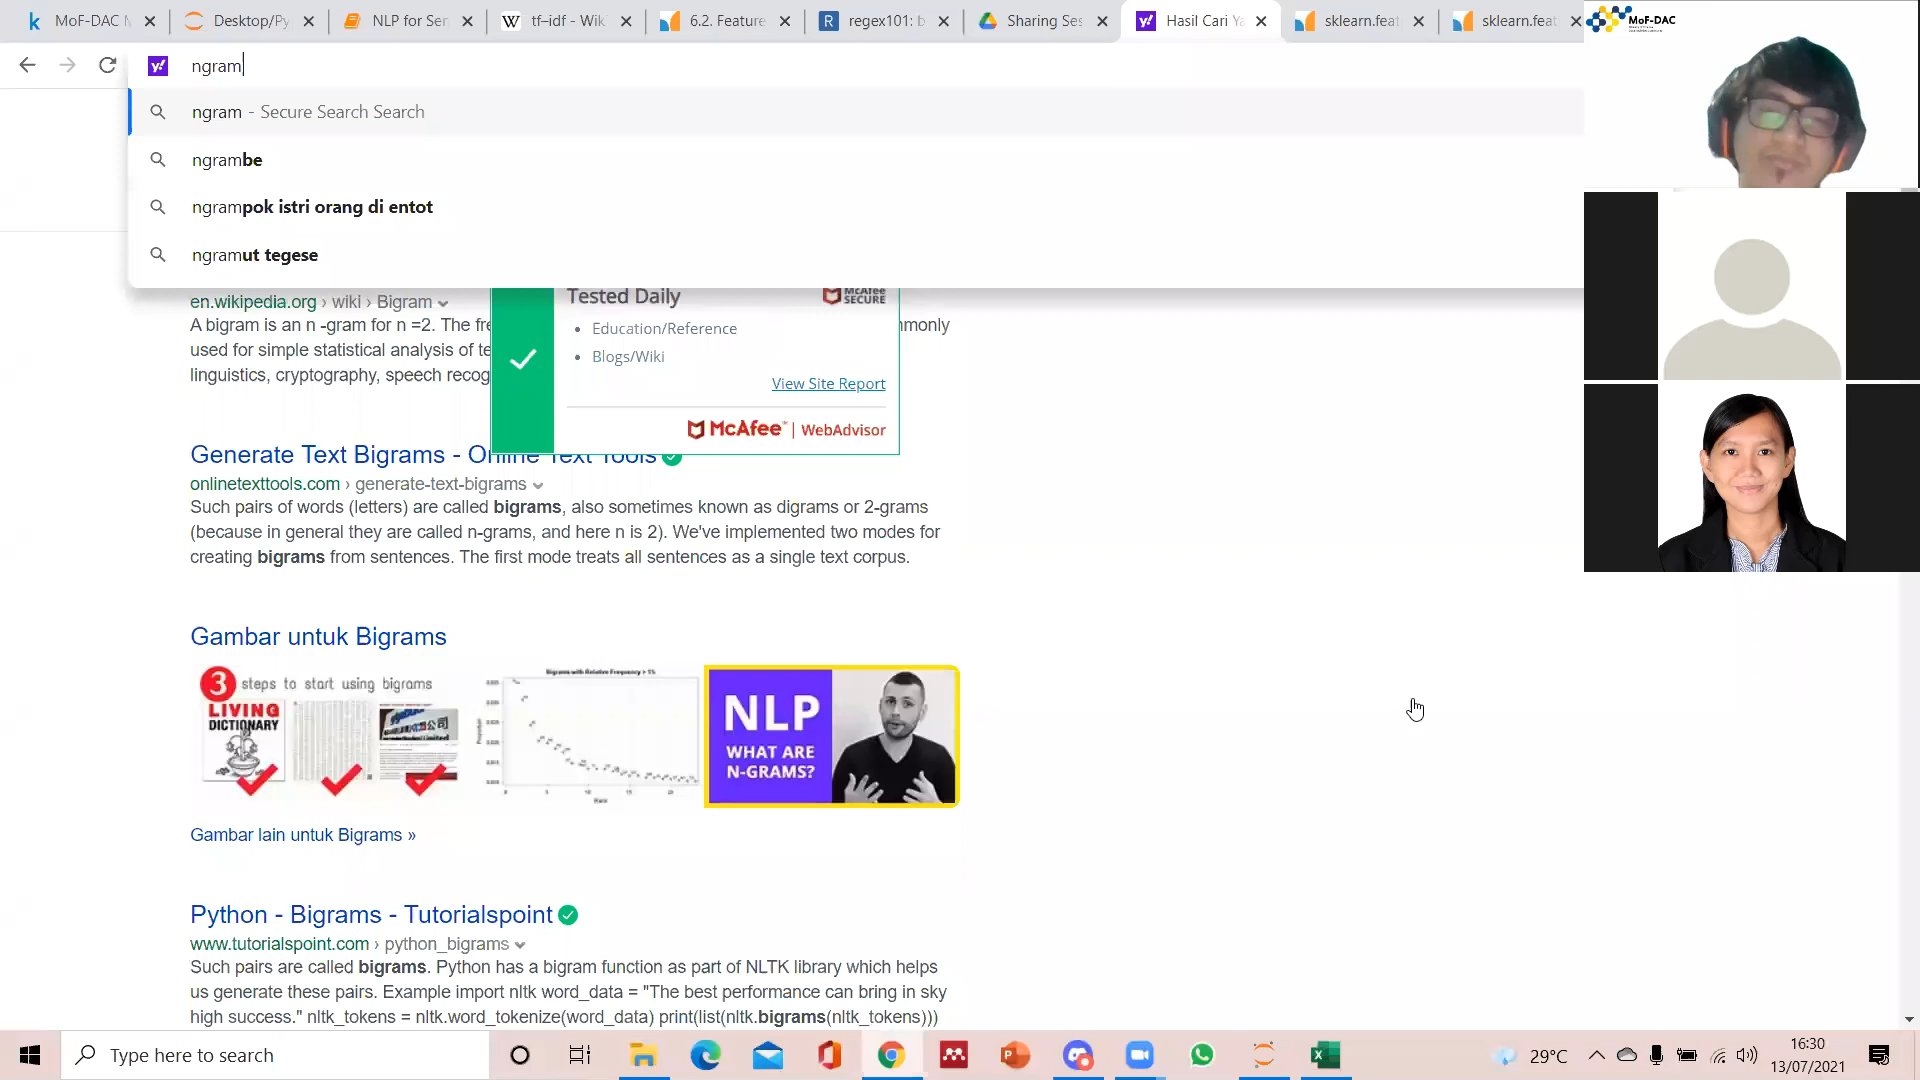 MoF-DAC M
Desktop/Py
NLP for Sen
tf–idf - Wik
6.2. Feature
regex101: b
Sharing Ses
Hasil Cari Ya
sklearn.feat
sklearn.feat
MoF-DAC
ngram
ngram - Secure Search Search
ngrambe
ngrampok istri orang di entot
ngramut tegese
Tested Daily
McAfee
SECURE
en.wikipedia.org › wiki › Bigram
Education/Reference
A bigram is an n -gram for n =2. The fre
mmonly
used for simple statistical analysis of te
Blogs/Wiki
linguistics, cryptography, speech recog
View Site Report
McAfee | WebAdvisor
Generate Text Bigrams - Online Text Tools
onlinetexttools.com › generate-text-bigrams
Such pairs of words (letters) are called bigrams, also sometimes known as digrams or 2-grams
(because in general they are called n-grams, and here n is 2). We've implemented two modes for
creating bigrams from sentences. The first mode treats all sentences as a single text corpus.
Gambar untuk Bigrams
3 steps to start using bigrams
LIVING
DICTIONARY
Bigrams with Relative Frequency > 1%
Rank
NLP
WHAT ARE
N-GRAMS?
Gambar lain untuk Bigrams »
Python - Bigrams - Tutorialspoint
www.tutorialspoint.com › python_bigrams
Such pairs are called bigrams. Python has a bigram function as part of NLTK library which helps
us generate these pairs. Example import nltk word_data = "The best performance can bring in sky
high success." nltk_tokens = nltk.word_tokenize(word_data) print(list(nltk.bigrams(nltk_tokens)))
Type here to search
29°C
16:30
13/07/2021